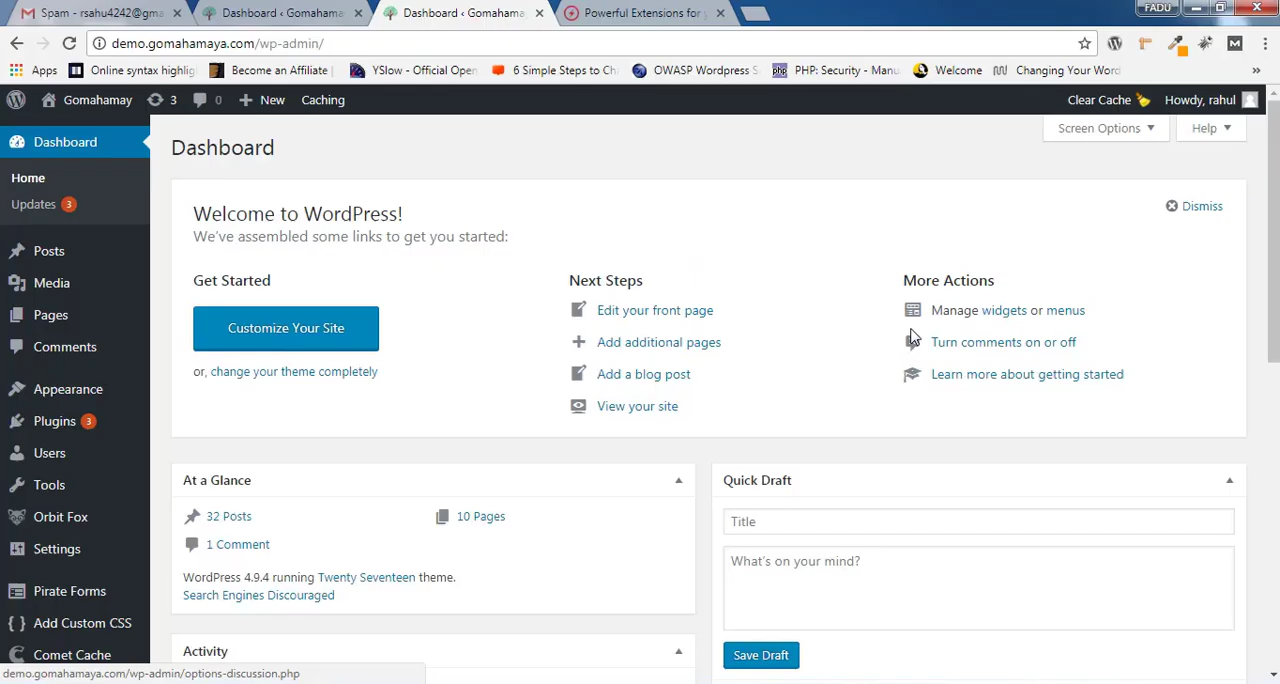 Spam - rsahu4242@gma
Dashboard ‹ Gomahama
Dashboard ‹ Gomahama
Powerful Extensions for y
FADU
demo.gomahamaya.com/wp-admin/
Apps
Online syntax highlig
Become an Affiliate
YSlow - Official Open
6 Simple Steps to Ch
OWASP Wordpress S
PHP: Security - Manu
Welcome
Changing Your Word
Gomahamay
3
0
New
Caching
Clear Cache
Howdy, rahul
Dashboard
Home
Updates 3
Posts
Media
Pages
Comments
Appearance
Plugins 3
Users
Tools
Orbit Fox
Settings
Pirate Forms
Add Custom CSS
Comet Cache
Screen Options
Help
Dashboard
Welcome to WordPress!
We've assembled some links to get you started:
Dismiss
Get Started
Customize Your Site
or, change your theme completely
Next Steps
Edit your front page
Add additional pages
Add a blog post
View your site
More Actions
Manage widgets or menus
Turn comments on or off
Learn more about getting started
At a Glance
32 Posts
10 Pages
1 Comment
WordPress 4.9.4 running Twenty Seventeen theme.
Search Engines Discouraged
Activity
Quick Draft
Title
What's on your mind?
Save Draft
demo.gomahamaya.com/wp-admin/options-discussion.php